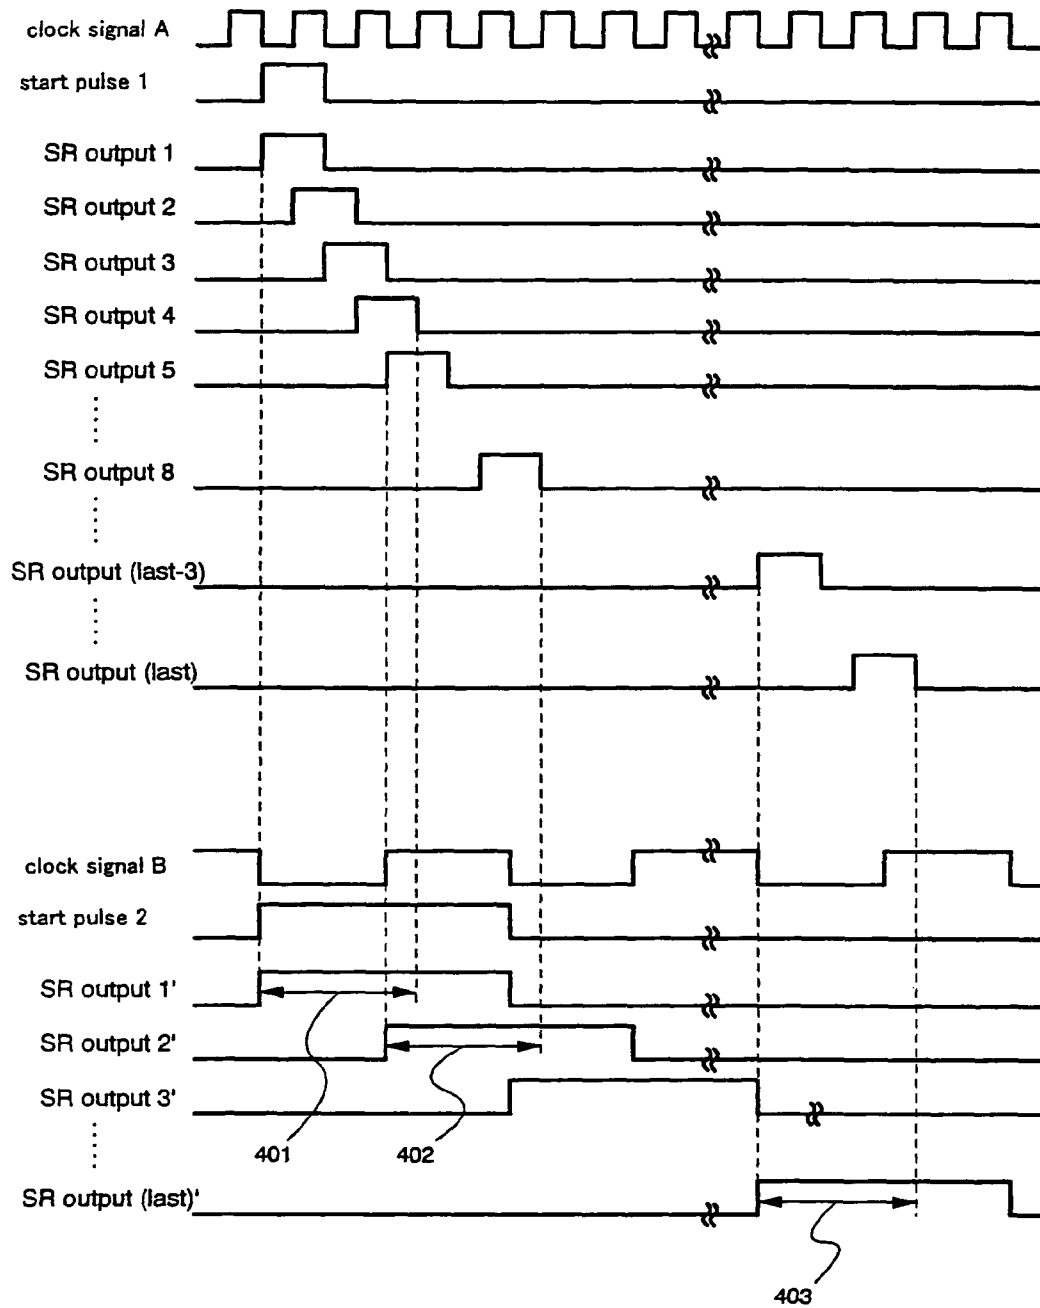 clock signal A
start pulse 1
SR output 1
SR output 2
SR output 3
SR output 4
SR output 5
SR output 8
SR output (last-3)
SR output (last)
clock signal B
start pulse 2
SR output 1'
SR output 2'
SR output 3'
401
402
SR output (last)'
403